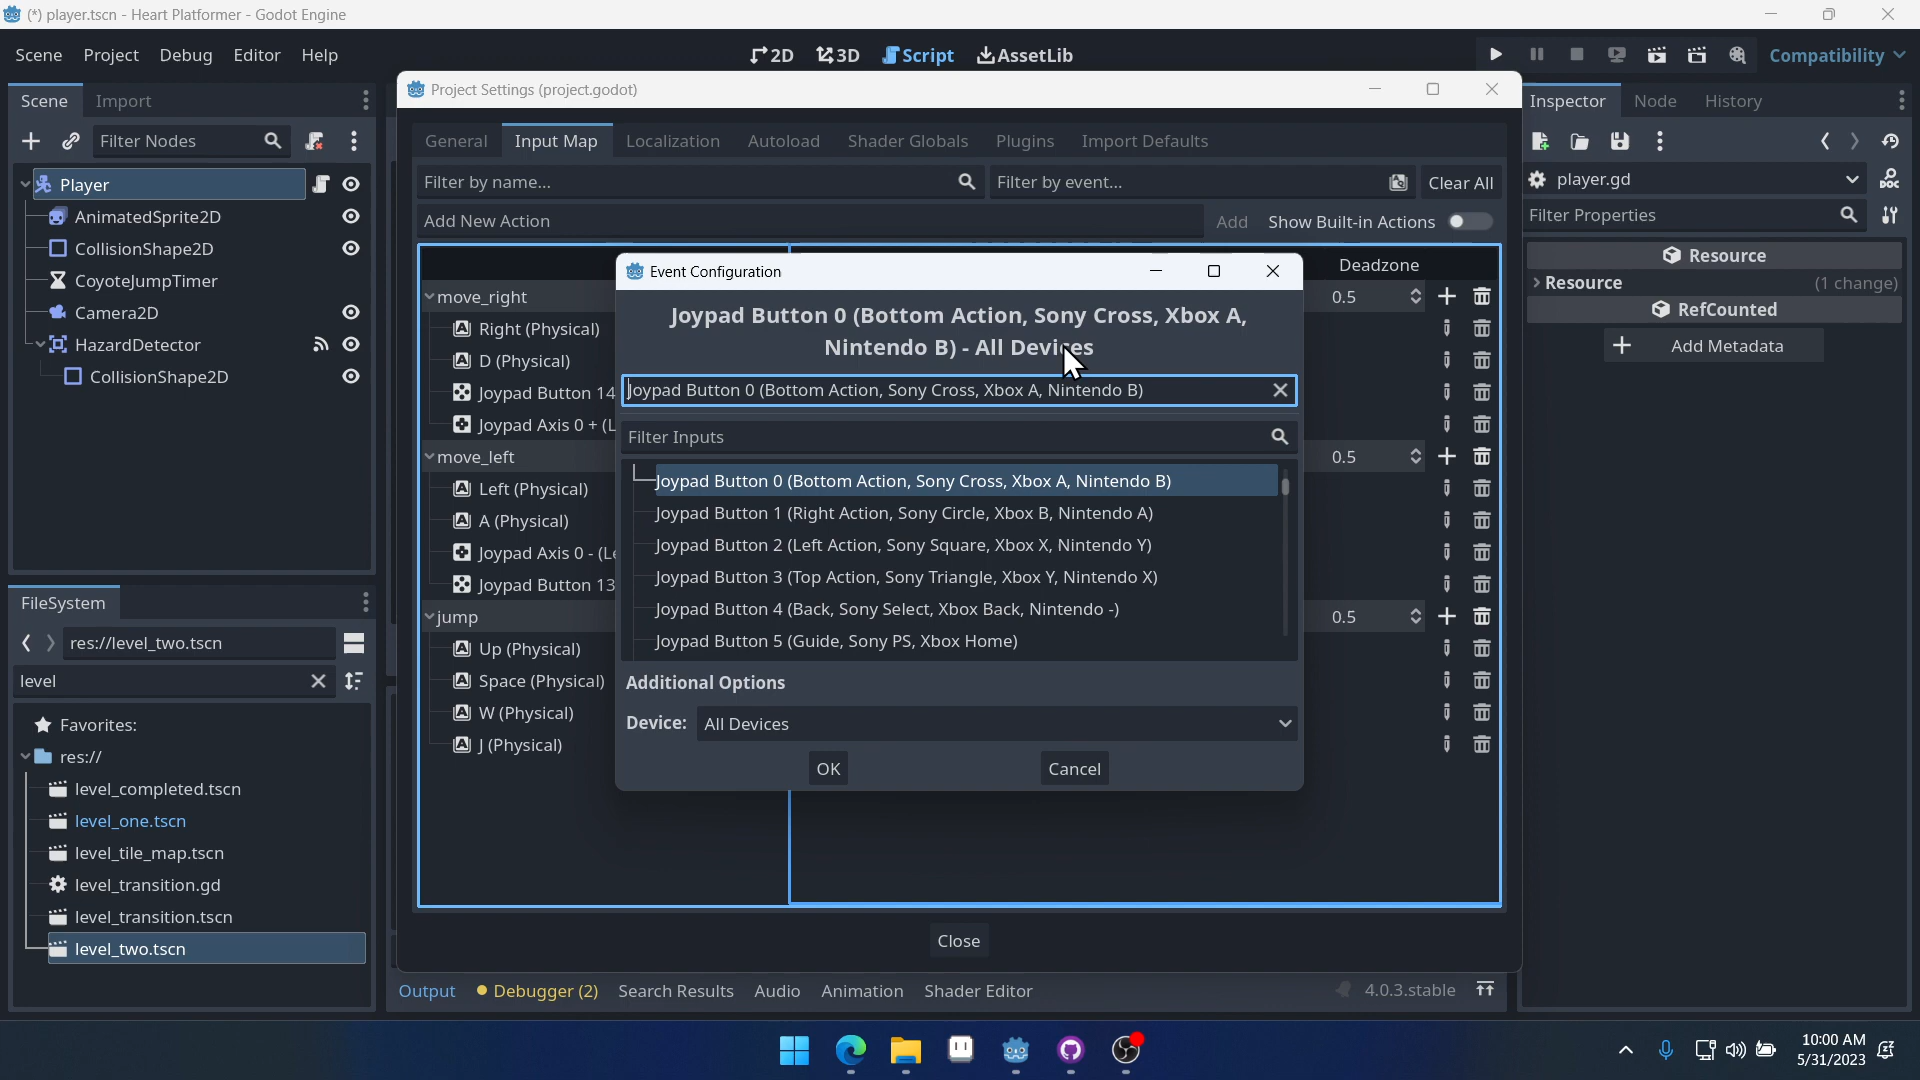 (*) player.tscn - Heart Platformer - Godot Engine
Scene Project Debug Editor Help
2D 3D Script AssetLib
Compatibility
Scene Import
Filter Nodes
Player
AnimatedSprite2D
CollisionShape2D
CoyoteJumpTimer
Camera2D
HazardDetector
CollisionShape2D
FileSystem
res://level_two.tscn
level
Favorites:
res://
level_completed.tscn
level_one.tscn
level_tile_map.tscn
level_transition.gd
level_transition.tscn
level_two.tscn
Project Settings (project.godot)
General Input Map Localization Autoload Shader Globals Plugins Import Defaults
Filter by name... Filter by event... Clear All
Add New Action Add Show Built-in Actions
Deadzone
move_right 0.5
Right (Physical)
D (Physical)
Joypad Button 14
Joypad Axis 0 + (L
move_left 0.5
Left (Physical)
A (Physical)
Joypad Axis 0 - (Le
Joypad Button 13
jump 0.5
Up (Physical)
Space (Physical)
W (Physical)
J (Physical)
Event Configuration
Joypad Button 0 (Bottom Action, Sony Cross, Xbox A,
Nintendo B) - All Devices
Joypad Button 0 (Bottom Action, Sony Cross, Xbox A, Nintendo B)
Filter Inputs
Joypad Button 0 (Bottom Action, Sony Cross, Xbox A, Nintendo B)
Joypad Button 1 (Right Action, Sony Circle, Xbox B, Nintendo A)
Joypad Button 2 (Left Action, Sony Square, Xbox X, Nintendo Y)
Joypad Button 3 (Top Action, Sony Triangle, Xbox Y, Nintendo X)
Joypad Button 4 (Back, Sony Select, Xbox Back, Nintendo -)
Joypad Button 5 (Guide, Sony PS, Xbox Home)
Additional Options
Device: All Devices
OK Cancel
Close
Output Debugger (2) Search Results Audio Animation Shader Editor
4.0.3.stable
Inspector Node History
player.gd
Filter Properties
Resource
Resource (1 change)
RefCounted
Add Metadata
10:00 AM
5/31/2023